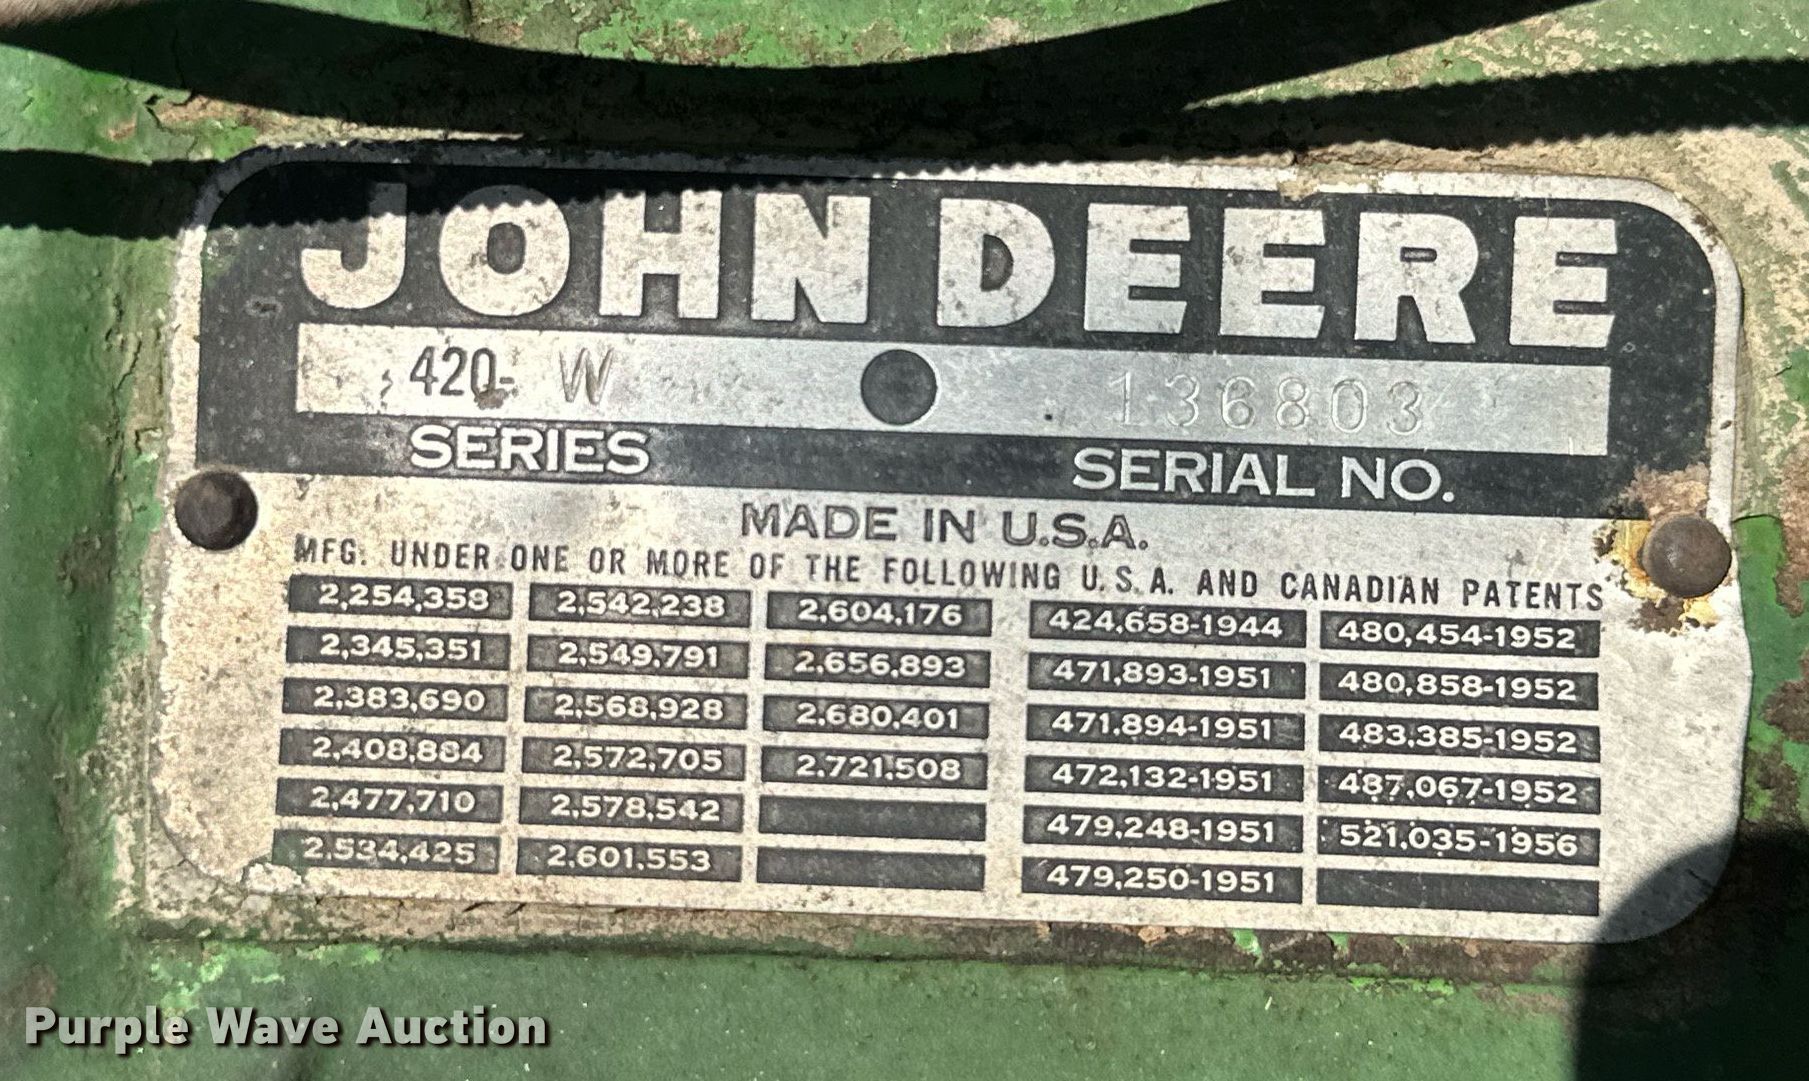 JOHN DEERE
420- W 136803
SERIES SERIAL NO.
MADE IN U.S.A.
MFG. UNDER ONE OR MORE OF THE FOLLOWING U.S.A. AND CANADIAN PATENTS
2,254,358 2,542,238 2,604,176 424,658-1944 480,454-1952
2,345,351 2,549,791 2,656,893 471,893-1951 480,858-1952
2,383,690 2,568,928 2,680,401 471,894-1951 483,385-1952
2,408,884 2,572,705 2,721,508 472,132-1951 487,067-1952
2,477,710 2,578,542 479,248-1951 521,035-1956
2,534,425 2,601,553 479,250-1951
Purple Wave Auction